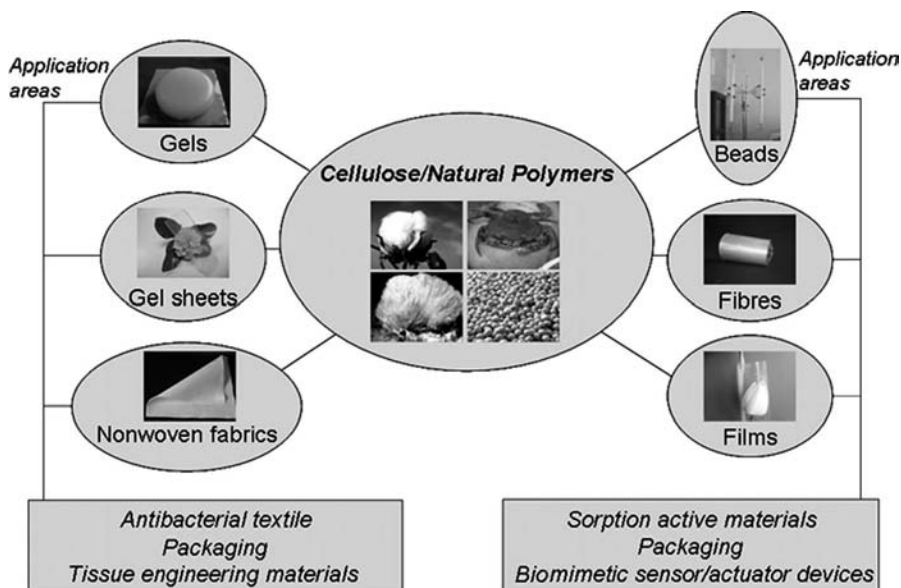 Application
areas
Gels
Gel sheets
Nonwoven fabrics
Cellulose/Natural Polymers
Application
areas
Beads
Fibres
Films
Antibacterial textile
Packaging
Tissue engineering materials
Sorption active materials
Packaging
Biomimetic sensor/actuator devices